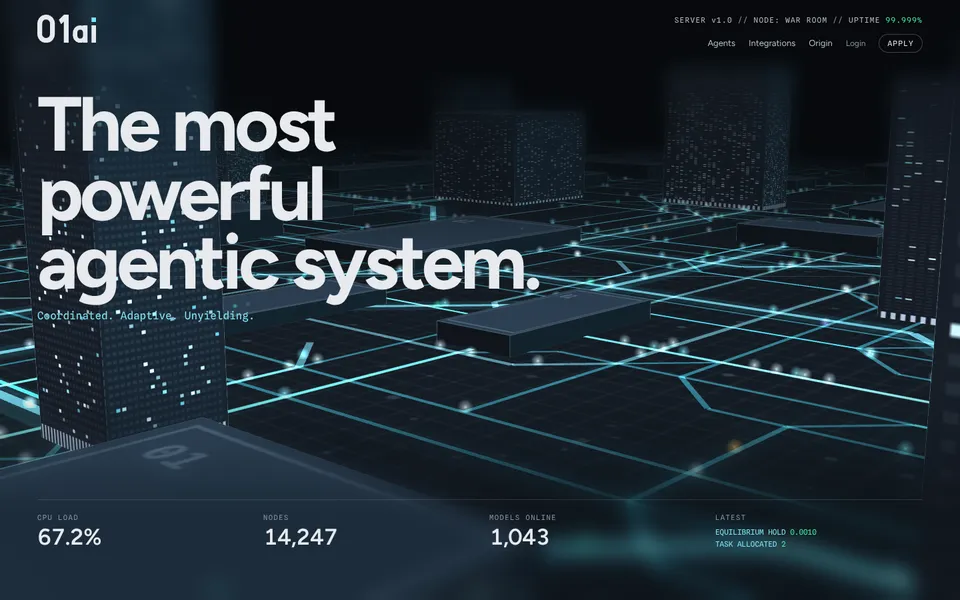 01ai
SERVER v1.0 // NODE: WAR ROOM // UPTIME 99.999%
Agents Integrations Origin Login APPLY
The most
powerful
agentic system.
Coordinated. Adaptive. Unyielding.
01
CPU LOAD
67.2%
NODES
14,247
MODELS ONLINE
1,043
LATEST
EQUILIBRIUM HOLD 0.0010
TASK ALLOCATED 2